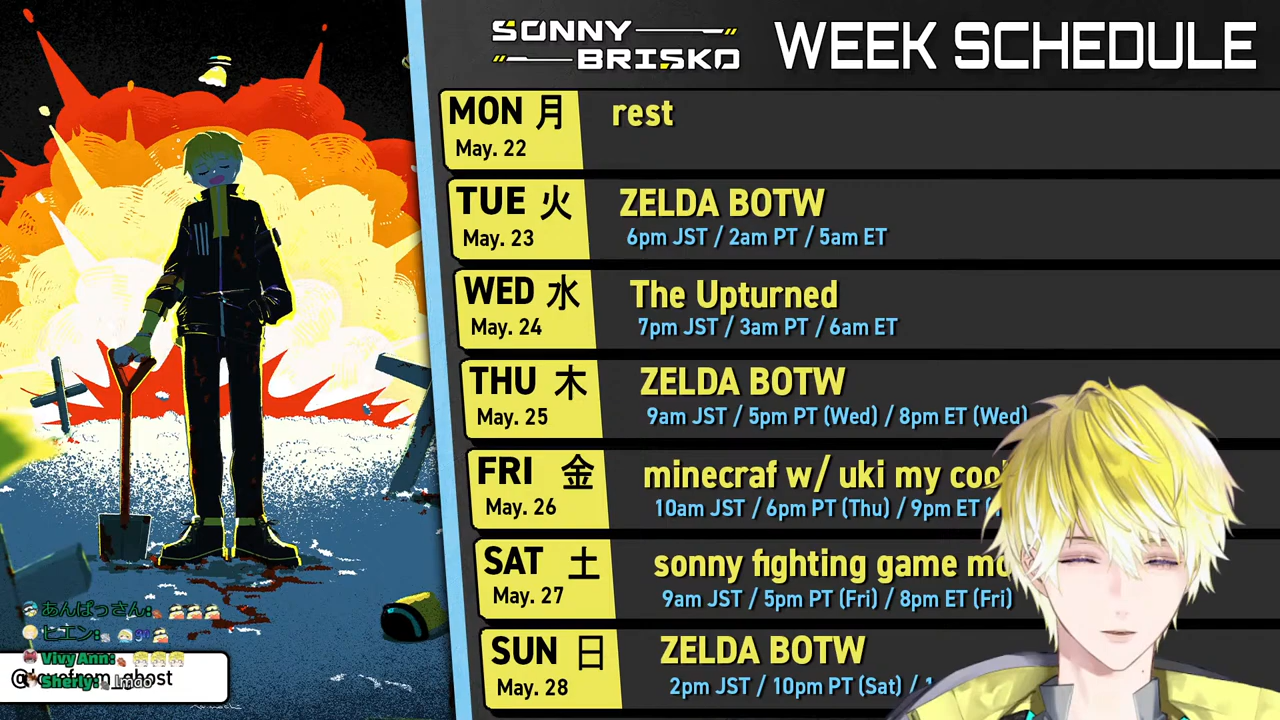 SONNY
BRISKO
WEEK SCHEDULE
MON 月
May. 22
rest
TUE 火
May. 23
ZELDA BOTW
6pm JST / 2am PT / 5am ET
WED 水
May. 24
The Upturned
7pm JST / 3am PT / 6am ET
THU 木
May. 25
ZELDA BOTW
9am JST / 5pm PT (Wed) / 8pm ET (Wed)
FRI 金
May. 26
minecraf w/ uki my
10am JST / 6pm PT (Thu) / 9pm ET
SAT 土
May. 27
sonny fighting game
9am JST / 5pm PT (Fri) / 8pm ET (Fri)
SUN 日
May. 28
ZELDA BOTW
2pm JST / 10pm PT (Sat) /
あんぱっさん:
ヒエン:
Vivy Ann:
Sherly: lmao